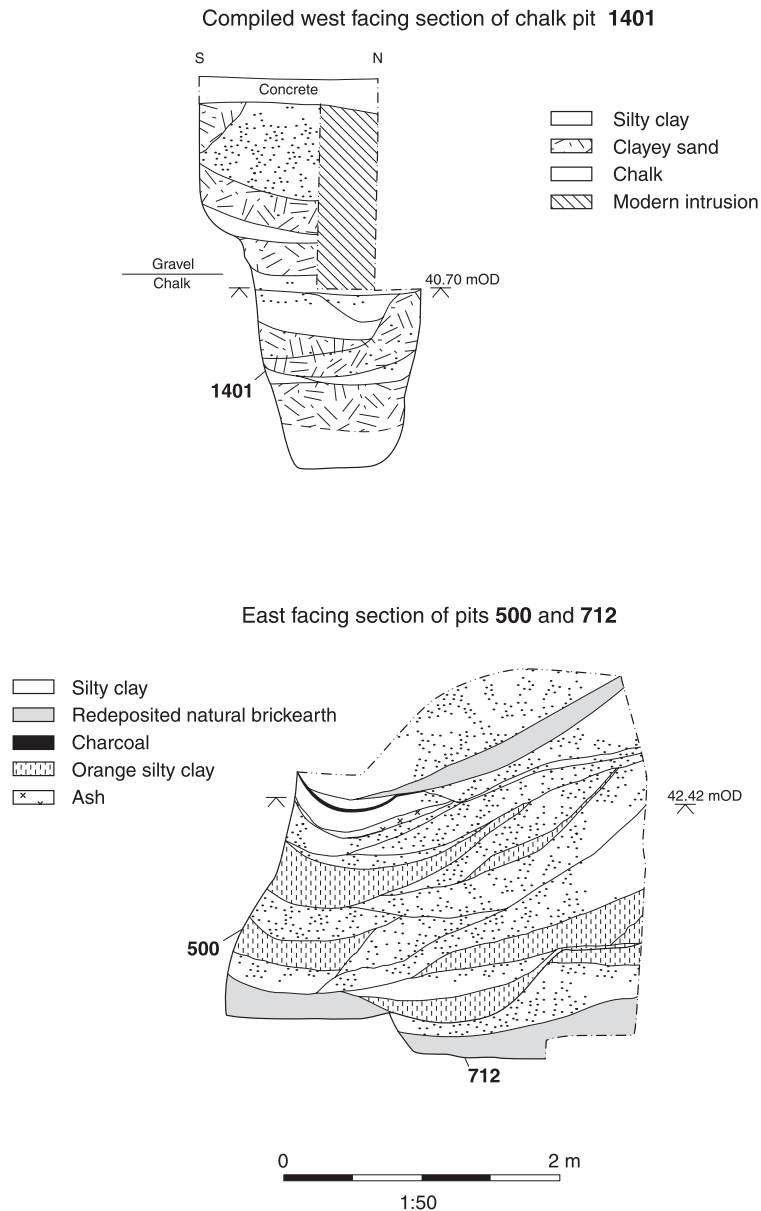 Compiled west facing section of chalk pit 1401
S
N
Concrete
Silty clay
Clayey sand
Chalk
Modern intrusion
Gravel
Chalk
40.70 mOD
1401
East facing section of pits 500 and 712
Silty clay
Redeposited natural brickearth
Charcoal
Orange silty clay
Ash
42.42 mOD
500
712
0
2 m
1:50